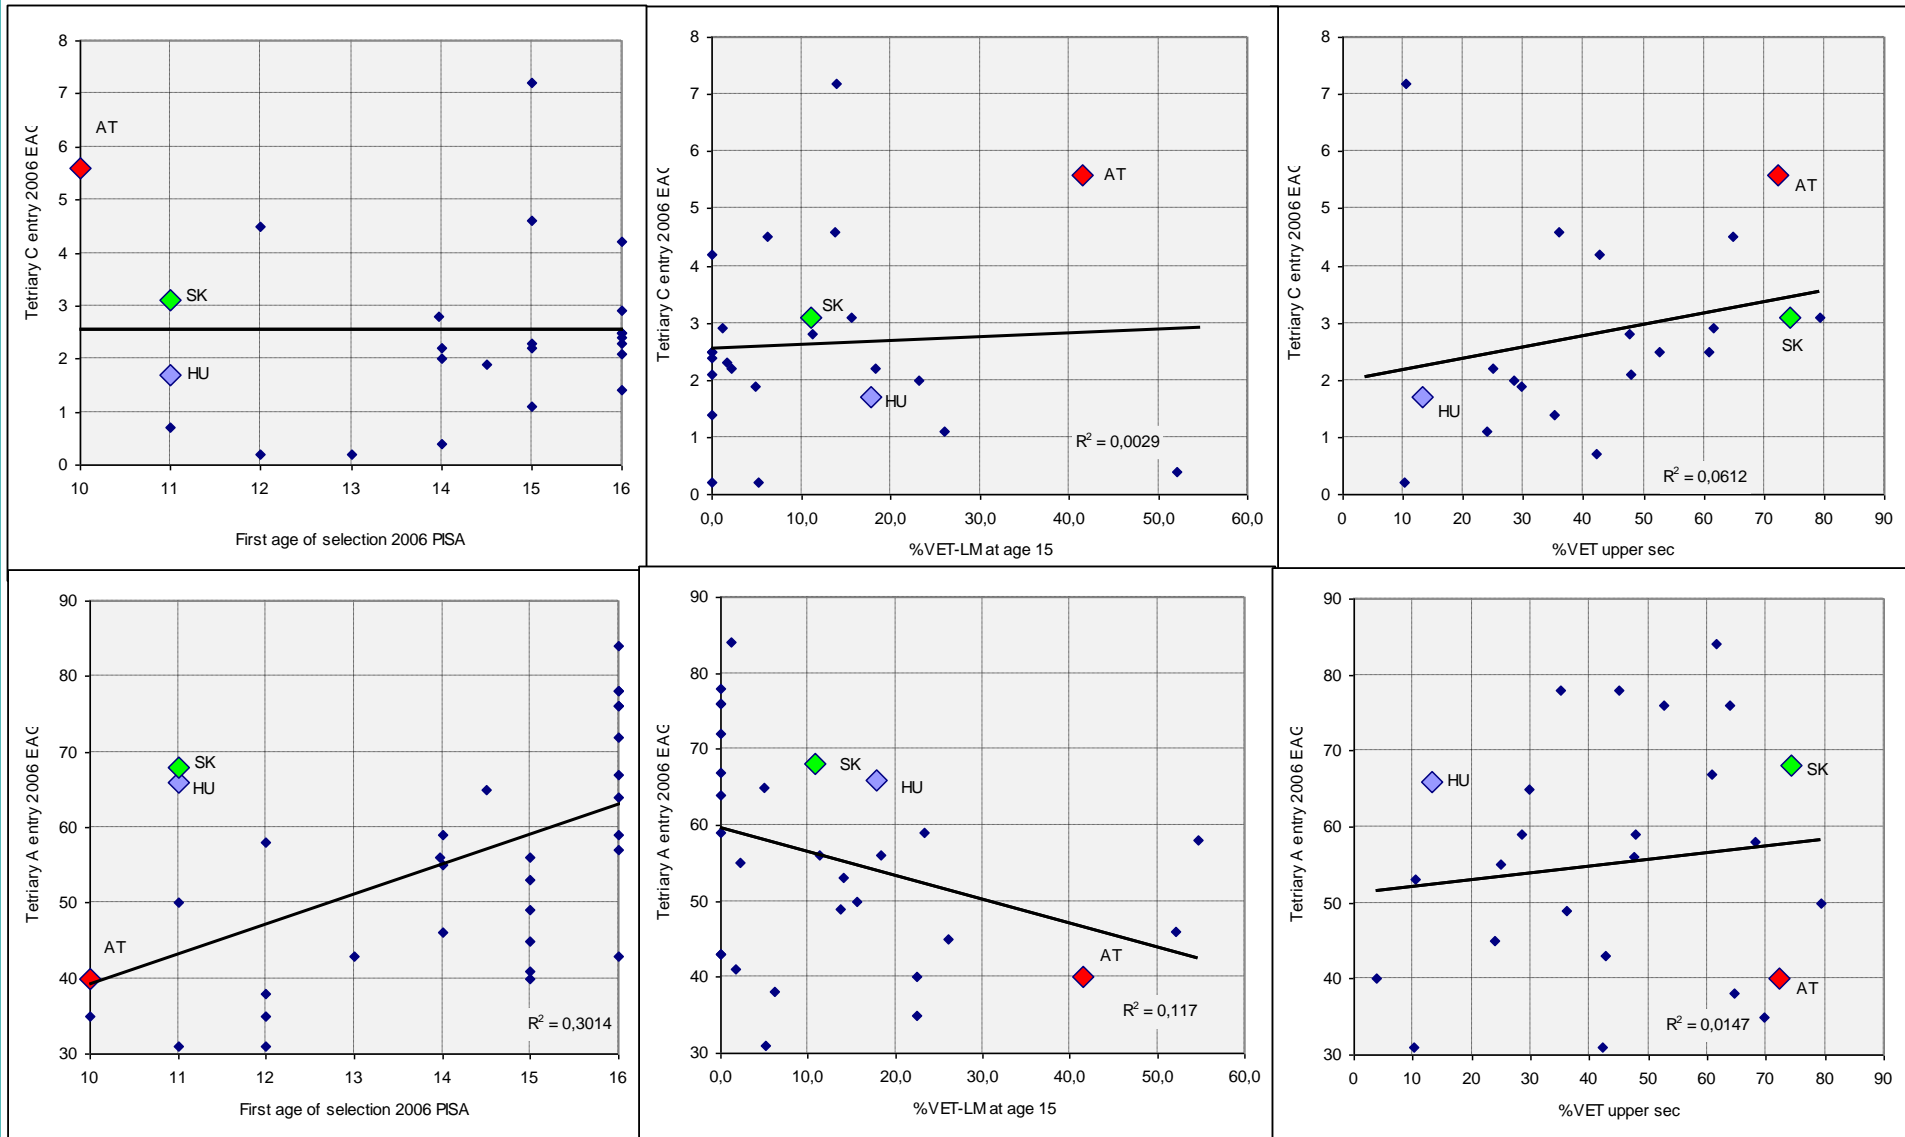 8
7
6
5
4
3
2
1
0
10 11 12 13 14 15 16
AT
SK
HU
Tetriary C entry 2006 EAG
First age of selection 2006 PISA
8
7
6
5
4
3
2
1
0
0,0 10,0 20,0 30,0 40,0 50,0 60,0
AT
SK
HU
R² = 0,0029
Tetriary C entry 2006 EAG
%VET-LM at age 15
8
7
6
5
4
3
2
1
0
0 10 20 30 40 50 60 70 80 90
AT
SK
HU
R² = 0,0612
Tetriary C entry 2006 EAG
%VET upper sec
90
80
70
60
50
40
30
10 11 12 13 14 15 16
SK
HU
AT
R² = 0,3014
Tetriary A entry 2006 EAG
First age of selection 2006 PISA
90
80
70
60
50
40
30
0,0 10,0 20,0 30,0 40,0 50,0 60,0
SK
HU
AT
R² = 0,117
Tetriary A entry 2006 EAG
%VET-LM at age 15
90
80
70
60
50
40
30
0 10 20 30 40 50 60 70 80 90
HU
SK
AT
R² = 0,0147
Tetriary A entry 2006 EAG
%VET upper sec